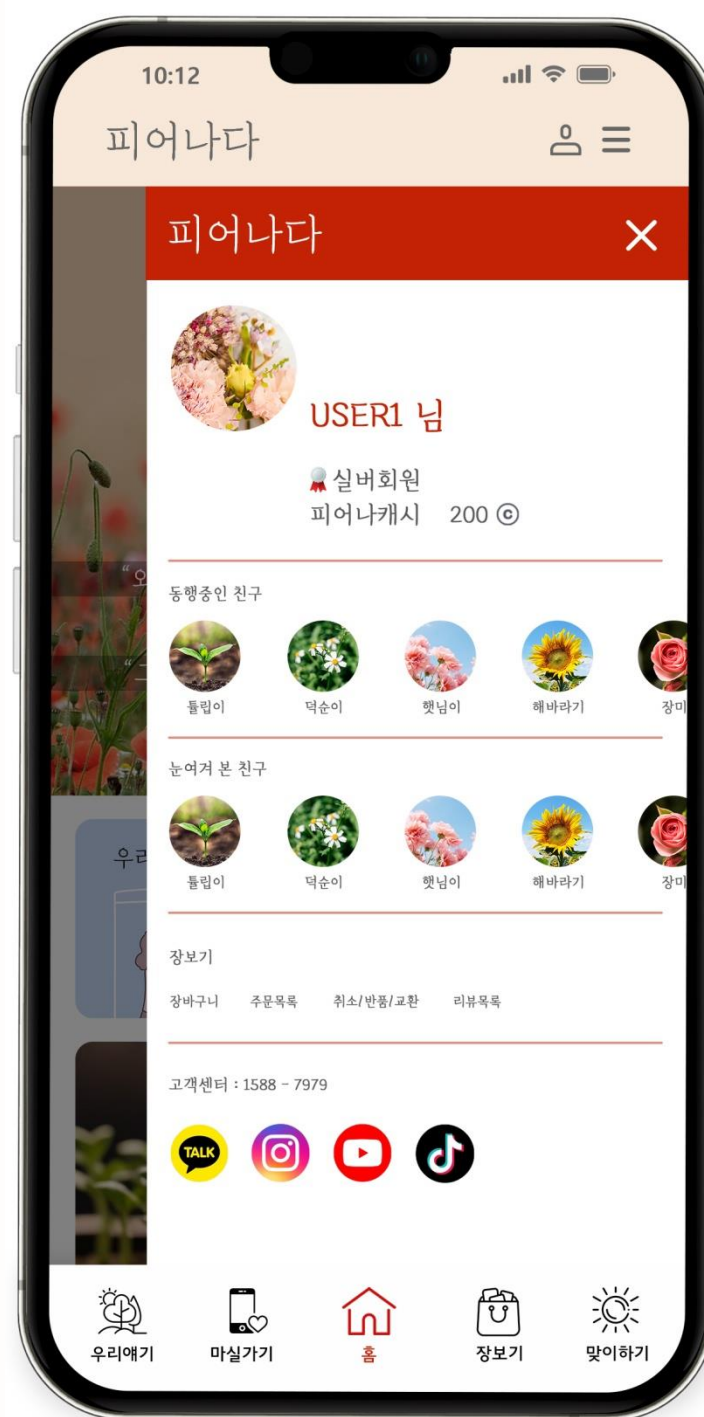 10:12
피어나다
피어나다
USER1 님
실버회원
피어나캐시 200 ⓒ
동행중인 친구
튤립이 덕순이 햇님이 해바라기 장미
눈여겨 본 친구
튤립이 덕순이 햇님이 해바라기 장미
우리
장보기
장바구니 주문목록 취소/반품/교환 리뷰목록
고객센터 : 1588 - 7979
TALK
우리얘기 마실가기 홈 장보기 맞이하기